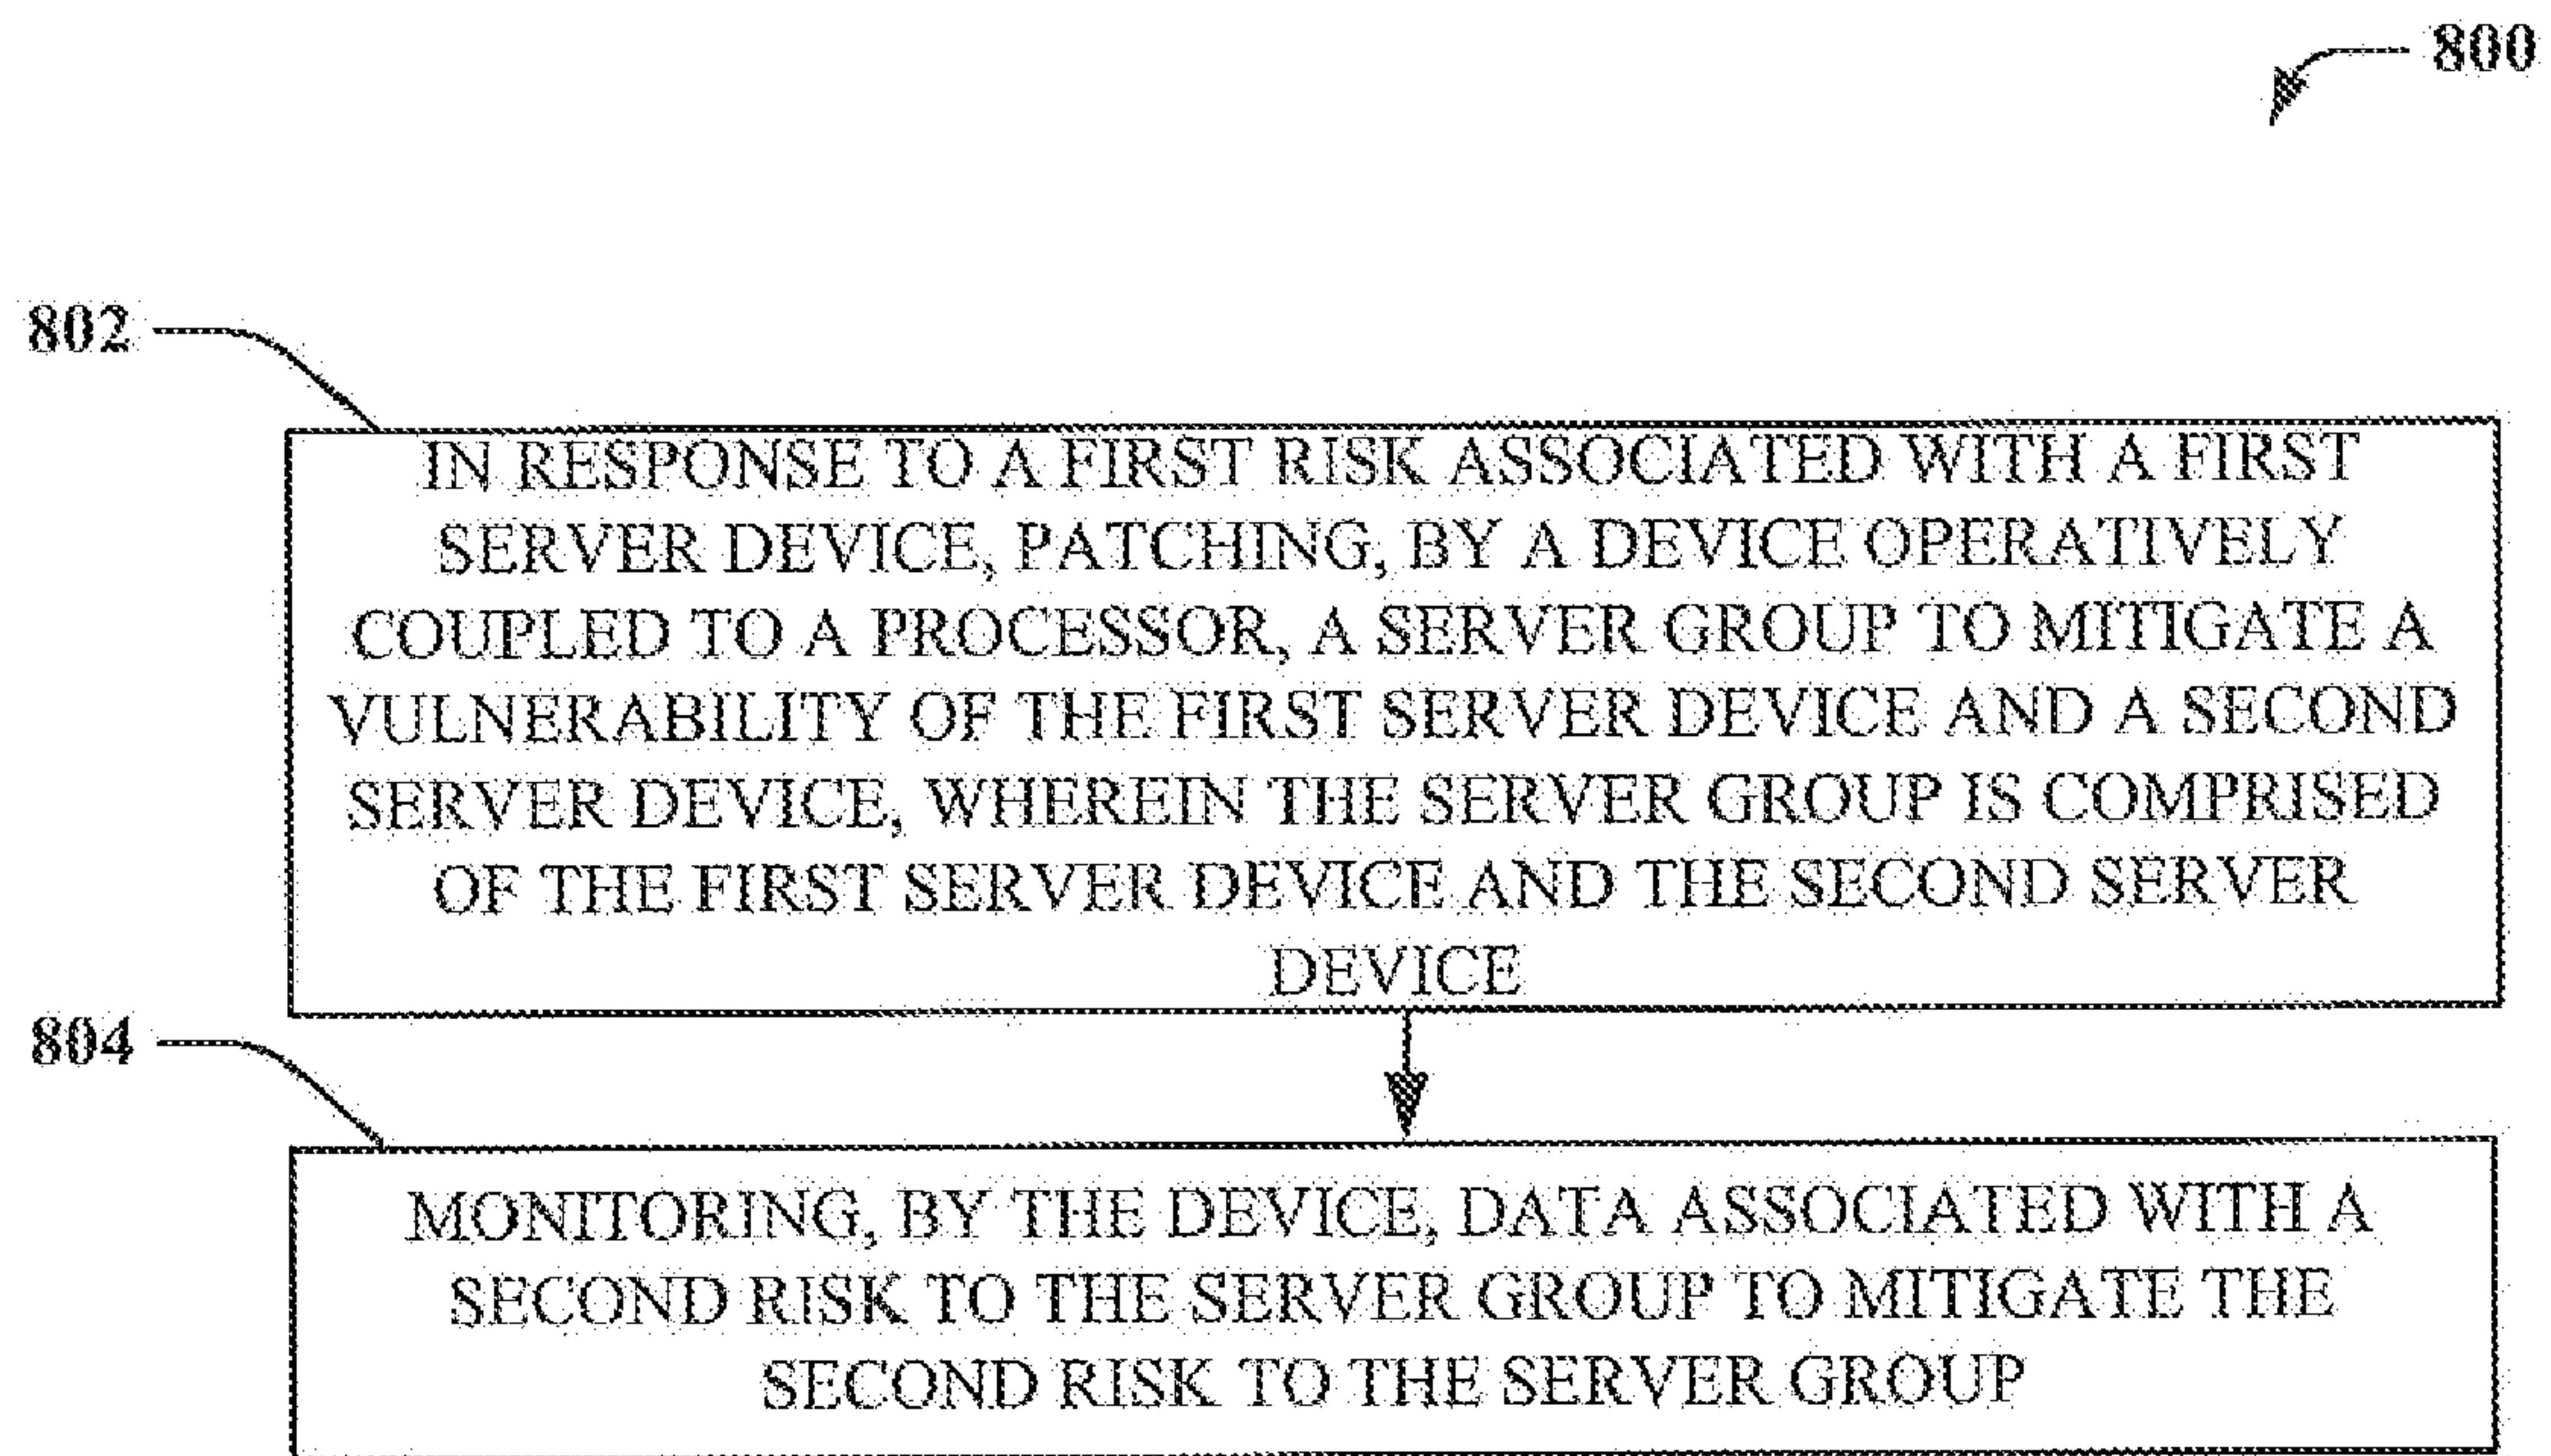 800
802
IN RESPONSE TO A FIRST RISK ASSOCIATED WITH A FIRST
SERVER DEVICE, PATCHING, BY A DEVICE OPERATIVELY
COUPLED TO A PROCESSOR, A SERVER GROUP TO MITIGATE A
VULNERABILITY OF THE FIRST SERVER DEVICE AND A SECOND
SERVER DEVICE, WHEREIN THE SERVER GROUP IS COMPRISED
OF THE FIRST SERVER DEVICE AND THE SECOND SERVER
DEVICE
804
MONITORING, BY THE DEVICE, DATA ASSOCIATED WITH A
SECOND RISK TO THE SERVER GROUP TO MITIGATE THE
SECOND RISK TO THE SERVER GROUP